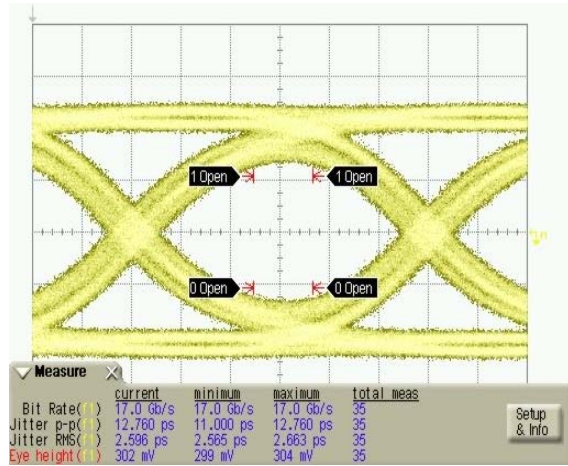 1 Open 1 Open
0 Open 0 Open
Measure
current minimum maximum total meas
Bit Rate(f1) 17.0 Gb/s 17.0 Gb/s 17.0 Gb/s 35
Jitter p-p(f1) 12.760 ps 11.000 ps 12.760 ps 35
Jitter RMS(f1) 2.596 ps 2.565 ps 2.663 ps 35
Eye height(f1) 302 mV 299 mV 304 mV 35
Setup
& Info